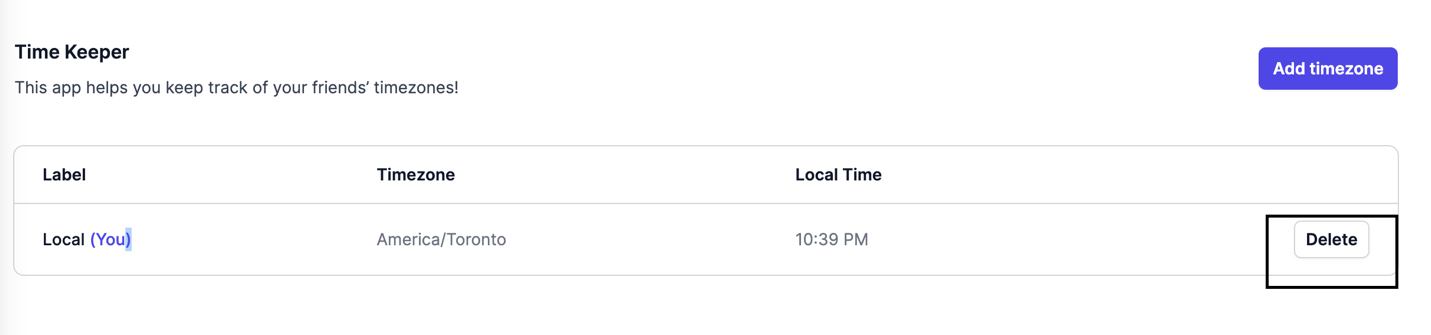 Time Keeper
Add timezone
This app helps you keep track of your friends’ timezones!
Label Timezone Local Time
Local (You) America/Toronto 10:39 PM Delete